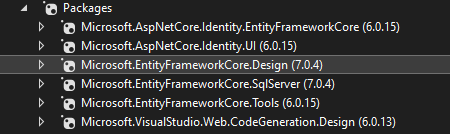 Packages
Microsoft.AspNetCore.Identity.EntityFrameworkCore (6.0.15)
Microsoft.AspNetCore.Identity.UI (6.0.15)
Microsoft.EntityFrameworkCore.Design (7.0.4)
Microsoft.EntityFrameworkCore.SqlServer (7.0.4)
Microsoft.EntityFrameworkCore.Tools (6.0.15)
Microsoft.VisualStudio.Web.CodeGeneration.Design (6.0.13)